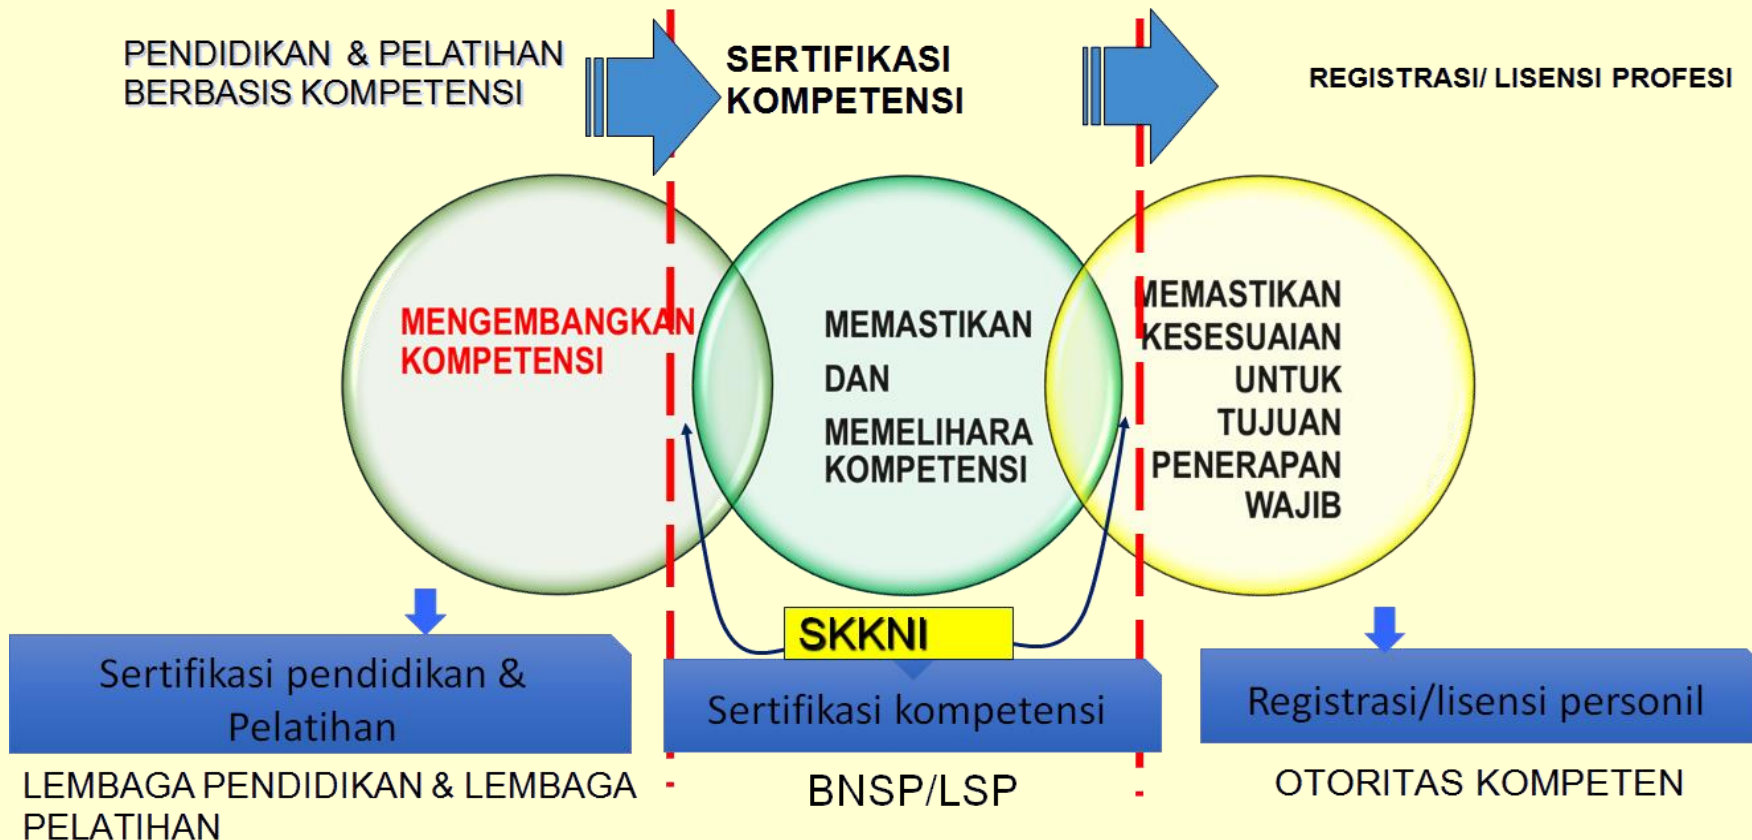 PENDIDIKAN & PELATIHAN
BERBASIS KOMPETENSI
SERTIFIKASI
KOMPETENSI
REGISTRASI/ LISENSI PROFESI
MENGEMBANGKAN
KOMPETENSI
MEMASTIKAN
DAN
MEMELIHARA
KOMPETENSI
MEMASTIKAN
KESESUAIAN
UNTUK
TUJUAN
PENERAPAN
WAJIB
SKKNI
Sertifikasi pendidikan &
Pelatihan
Sertifikasi kompetensi
Registrasi/lisensi personil
LEMBAGA PENDIDIKAN & LEMBAGA
PELATIHAN
BNSP/LSP
OTORITAS KOMPETEN